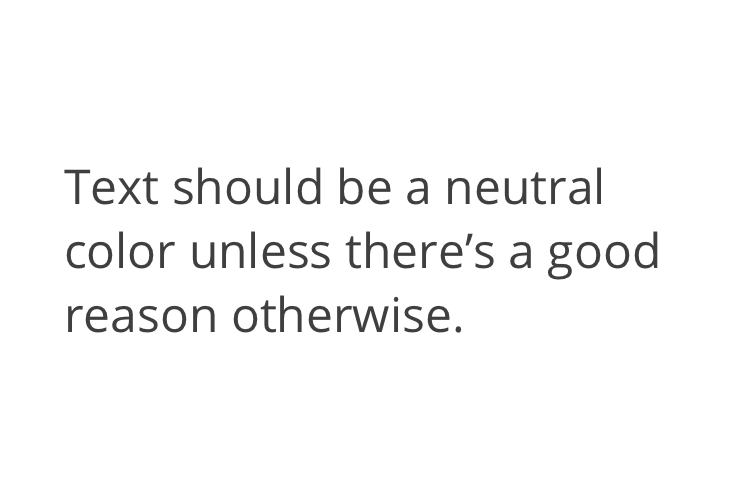 Text should be a neutral
color unless there’s a good
reason otherwise.